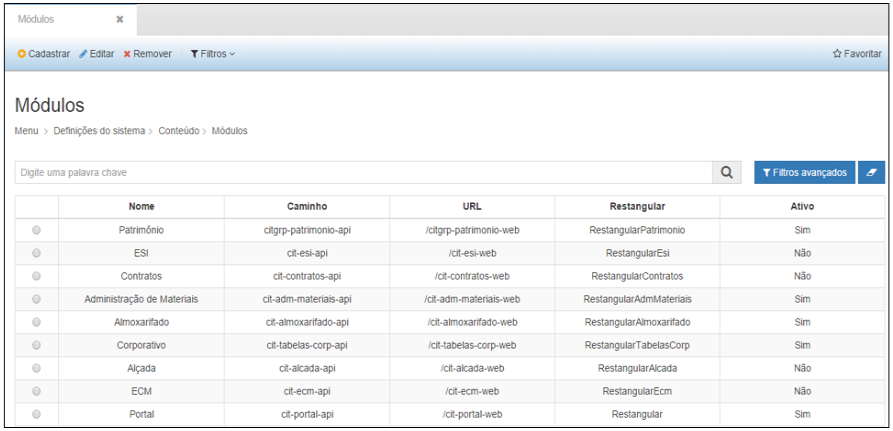 Módulos ×
Cadastrar Editar Remover Filtros Favoritar
Módulos
Menu > Definições do sistema > Conteúdo > Módulos
Digite uma palavra chave Filtros avançados
Nome Caminho URL Restangular Ativo
Patrimônio citgrp-patrimonio-api /citgrp-patrimonio-web RestangularPatrimonio Sim
ESI cit-esi-api /cit-esi-web RestangularEsi Não
Contratos cit-contratos-api /cit-contratos-web RestangularContratos Não
Administração de Materiais cit-adm-materiais-api /cit-adm-materiais-web RestangularAdmMateriais Sim
Almoxarifado cit-almoxarifado-api /cit-almoxarifado-web RestangularAlmoxarifado Sim
Corporativo cit-tabelas-corp-api /cit-tabelas-corp-web RestangularTabelasCorp Sim
Alçada cit-alcada-api /cit-alcada-web RestangularAlcada Não
ECM cit-ecm-api /cit-ecm-web RestangularEcm Não
Portal cit-portal-api /cit-portal-web Restangular Sim